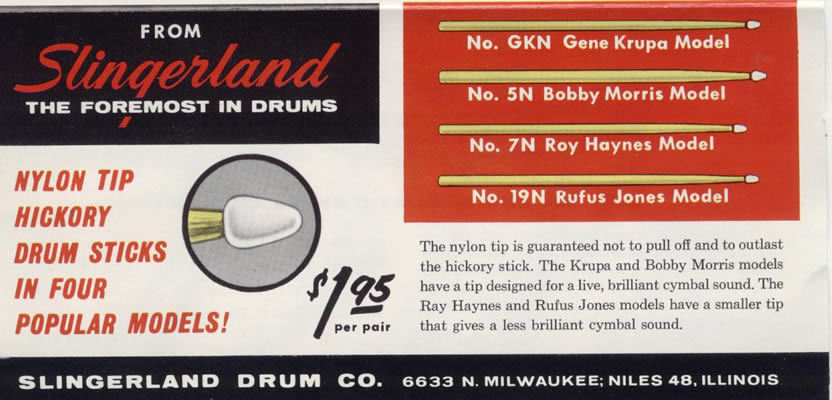 FROM
Slingerland
THE FOREMOST IN DRUMS
NYLON TIP
HICKORY
DRUM STICKS
IN FOUR
POPULAR MODELS!
$1.95
per pair
No. GKN Gene Krupa Model
No. 5N Bobby Morris Model
No. 7N Roy Haynes Model
No. 19N Rufus Jones Model
The nylon tip is guaranteed not to pull off and to outlast
the hickory stick. The Krupa and Bobby Morris models
have a tip designed for a live, brilliant cymbal sound. The
Ray Haynes and Rufus Jones models have a smaller tip
that gives a less brilliant cymbal sound.
SLINGERLAND DRUM CO. 6633 N. MILWAUKEE; NILES 48, ILLINOIS